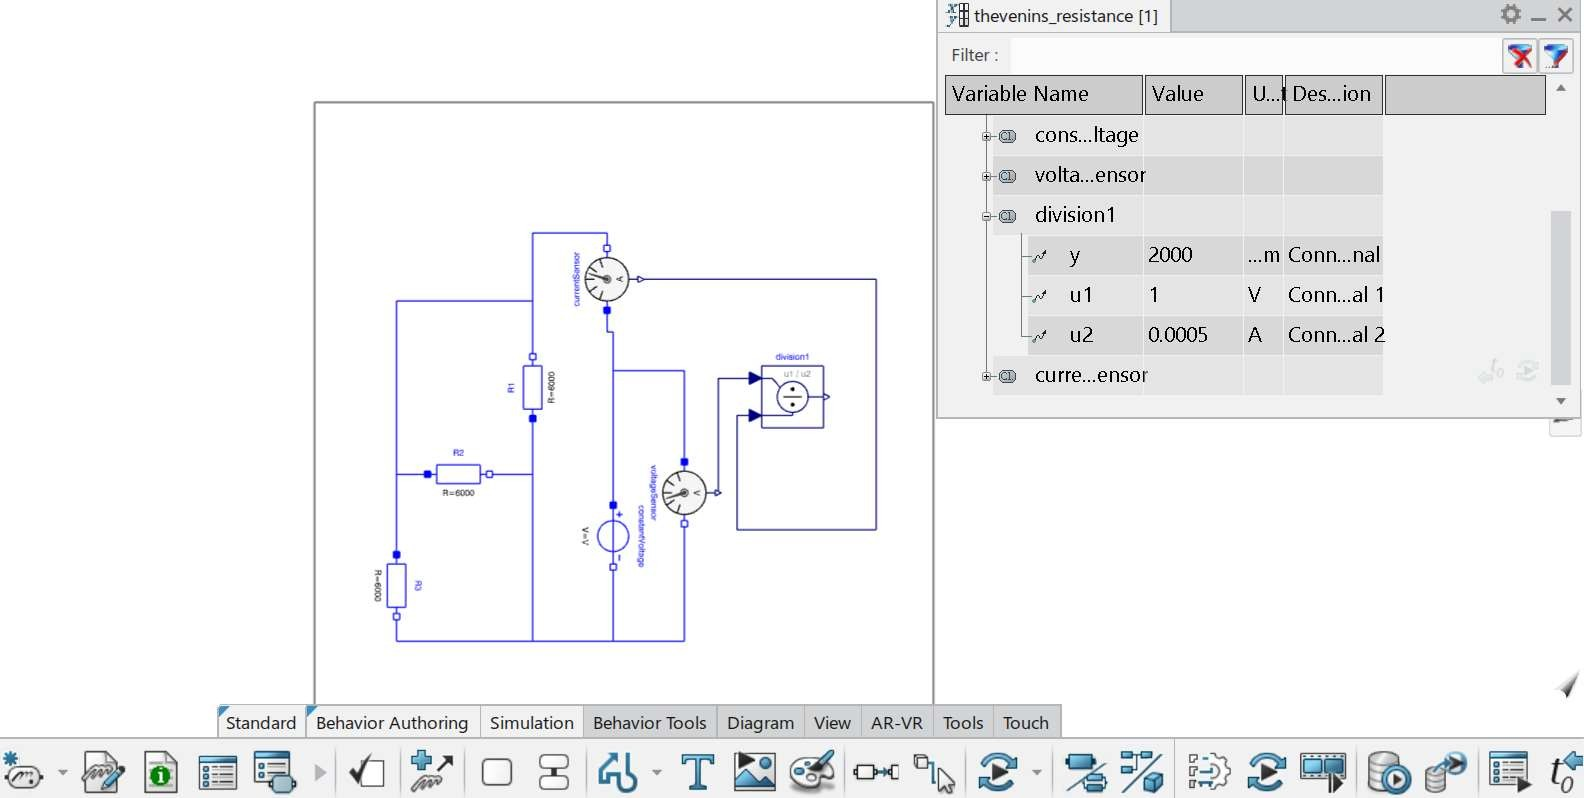 thevenins_resistance [1]
Filter :
Variable Name Value U...t Des...ion
cons...ltage
volta...ensor
division1
y 2000 ...m Conn...nal
u1 1 V Conn...al 1
u2 0.0005 A Conn...al 2
curre...ensor
currentSensor
A
R1
R=6000
R2
R=6000
R3
R=6000
division1
u1 / u2
voltageSensor
V
constantVoltage
V=V
+
−
Standard Behavior Authoring Simulation Behavior Tools Diagram View AR-VR Tools Touch